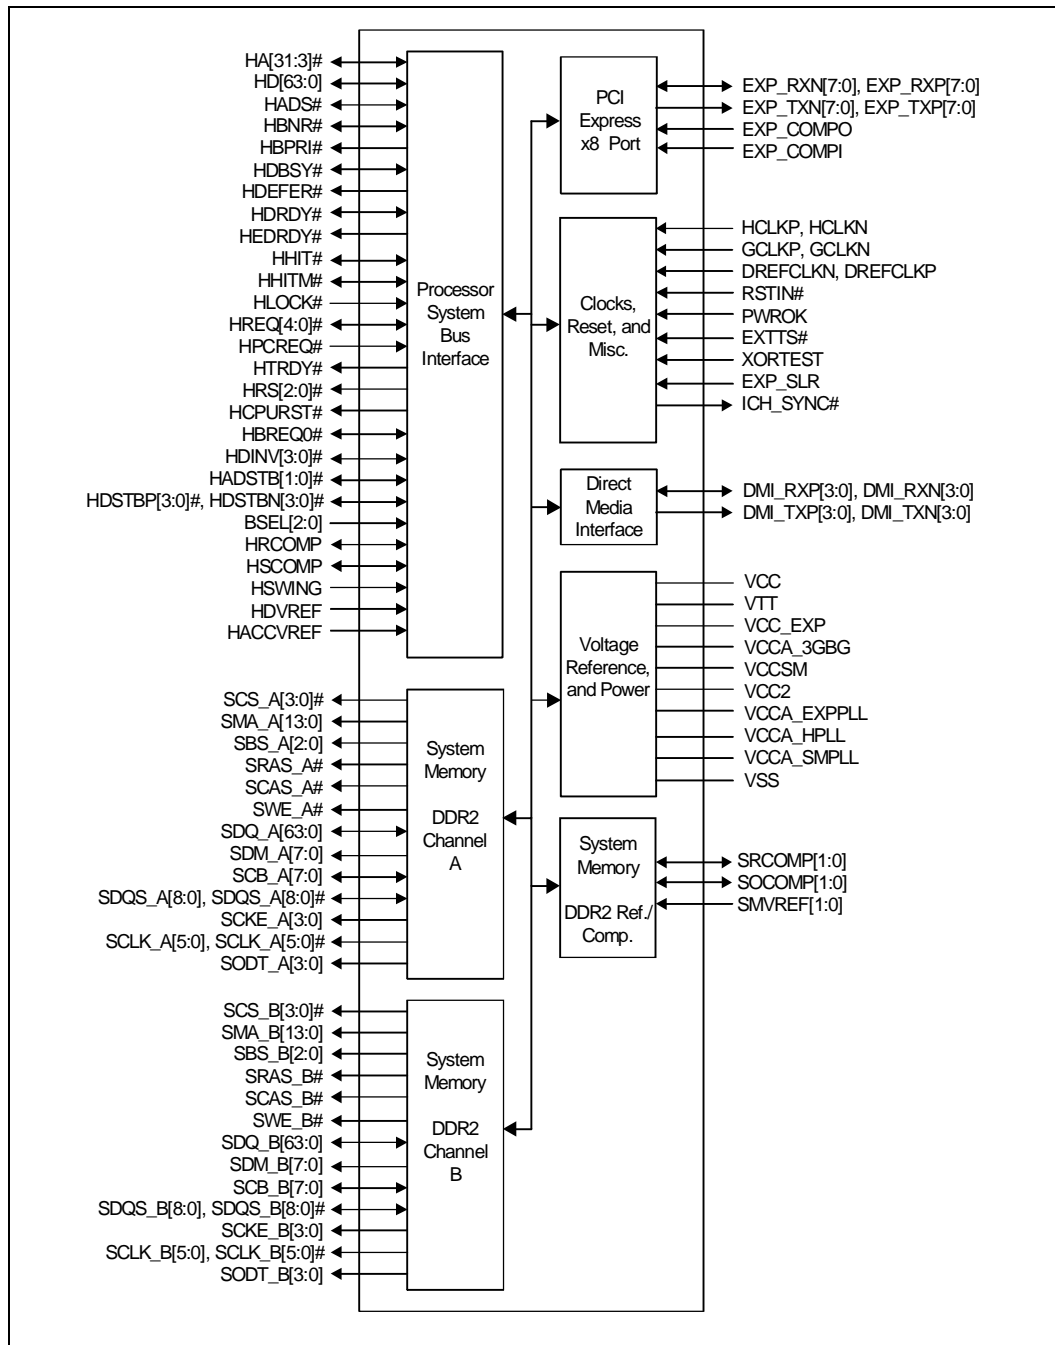 HA[31:3]#
HD[63:0]
HADS#
HBNR#
HBPRI#
HDBSY#
HDEFER#
HDRDY#
HEDRDY#
HHIT#
HHITM#
HLOCK#
HREQ[4:0]#
HPCREQ#
HTRDY#
HRS[2:0]#
HCPURST#
HBREQ0#
HDINV[3:0]#
HADSTB[1:0]#
HDSTBP[3:0]#, HDSTBN[3:0]#
BSEL[2:0]
HRCOMP
HSCOMP
HSWING
HDVREF
HACCVREF
Processor
System
Bus
Interface
SCS_A[3:0]#
SMA_A[13:0]
SBS_A[2:0]
SRAS_A#
SCAS_A#
SWE_A#
SDQ_A[63:0]
SDM_A[7:0]
SCB_A[7:0]
SDQS_A[8:0], SDQS_A[8:0]#
SCKE_A[3:0]
SCLK_A[5:0], SCLK_A[5:0]#
SODT_A[3:0]
System
Memory
DDR2
Channel
A
SCS_B[3:0]#
SMA_B[13:0]
SBS_B[2:0]
SRAS_B#
SCAS_B#
SWE_B#
SDQ_B[63:0]
SDM_B[7:0]
SCB_B[7:0]
SDQS_B[8:0], SDQS_B[8:0]#
SCKE_B[3:0]
SCLK_B[5:0], SCLK_B[5:0]#
SODT_B[3:0]
System
Memory
DDR2
Channel
B
PCI
Express
x8 Port
EXP_RXN[7:0], EXP_RXP[7:0]
EXP_TXN[7:0], EXP_TXP[7:0]
EXP_COMPO
EXP_COMPI
Clocks,
Reset, and
Misc.
HCLKP, HCLKN
GCLKP, GCLKN
DREFCLKN, DREFCLKP
RSTIN#
PWROK
EXTTS#
XORTEST
EXP_SLR
ICH_SYNC#
Direct
Media
Interface
DMI_RXP[3:0], DMI_RXN[3:0]
DMI_TXP[3:0], DMI_TXN[3:0]
Voltage
Reference,
and Power
VCC
VTT
VCC_EXP
VCCA_3GBG
VCCSM
VCC2
VCCA_EXPPLL
VCCA_HPLL
VCCA_SMPLL
VSS
System
Memory
DDR2 Ref./
Comp.
SRCOMP[1:0]
SOCOMP[1:0]
SMVREF[1:0]